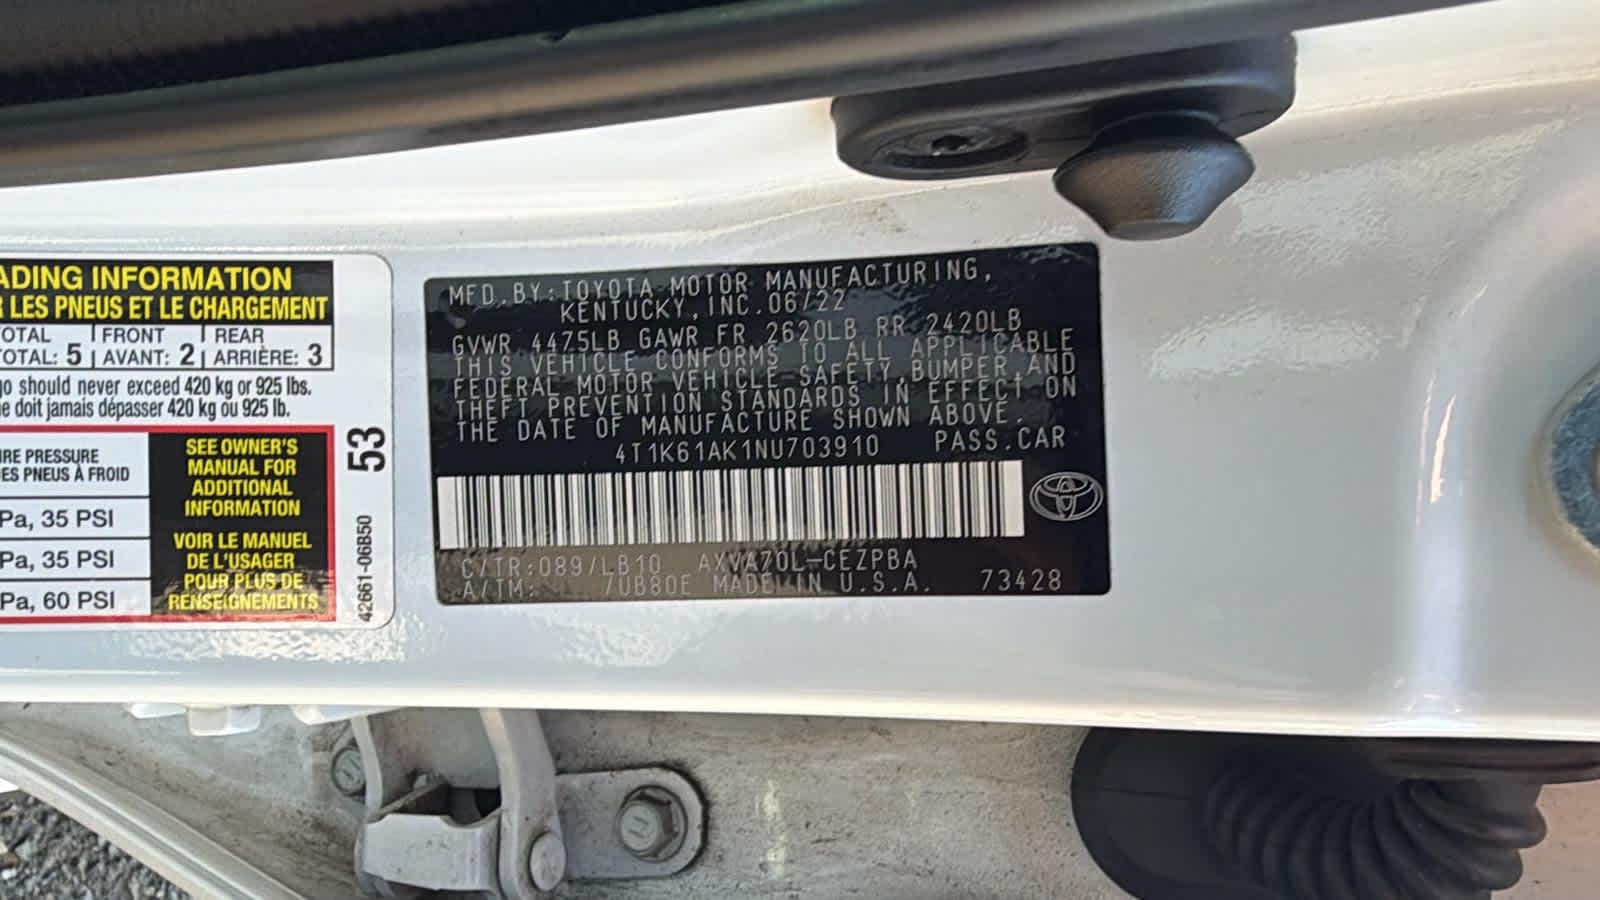 ADING INFORMATION
R LES PNEUS ET LE CHARGEMENT
OTAL FRONT REAR
OTAL: 5 AVANT: 2 ARRIÈRE: 3
go should never exceed 420 kg or 925 lbs.
ne doit jamais dépasser 420 kg ou 925 lb.
IRE PRESSURE
DES PNEUS À FROID
Pa, 35 PSI
Pa, 35 PSI
Pa, 60 PSI
SEE OWNER'S
MANUAL FOR
ADDITIONAL
INFORMATION
VOIR LE MANUEL
DE L'USAGER
POUR PLUS DE
RENSEIGNEMENTS
53
42661-06B50
MFD. BY: TOYOTA MOTOR MANUFACTURING,
KENTUCKY, INC. 06/22
GVWR 4475LB GAWR FR 2620LB RR 2420LB
THIS VEHICLE CONFORMS TO ALL APPLICABLE
FEDERAL MOTOR VEHICLE SAFETY, BUMPER, AND
THEFT PREVENTION STANDARDS IN EFFECT ON
THE DATE OF MANUFACTURE SHOWN ABOVE.
4T1K61AK1NU703910 PASS. CAR
C/TR: 089/LB10 AXVA70L-CEZPBA
A/TM: 7UB80E MADE IN U.S.A. 73428